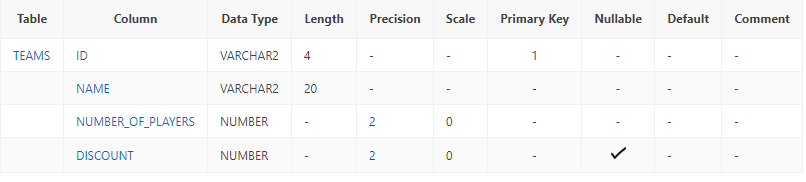 Table Column Data Type Length Precision Scale Primary Key Nullable Default Comment
TEAMS ID VARCHAR2 4 - - 1 - - -
NAME VARCHAR2 20 - - - - - -
NUMBER_OF_PLAYERS NUMBER - 2 0 - - - -
DISCOUNT NUMBER - 2 0 - ✓ - -